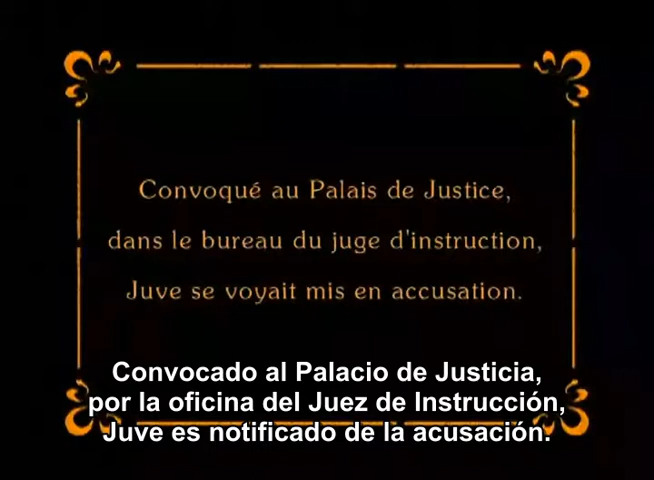 Convoqué au Palais de Justice,
dans le bureau du juge d'instruction,
Juve se voyait mis en accusation.
Convocado al Palacio de Justicia,
por la oficina del Juez de Instrucción,
Juve es notificado de la acusación.